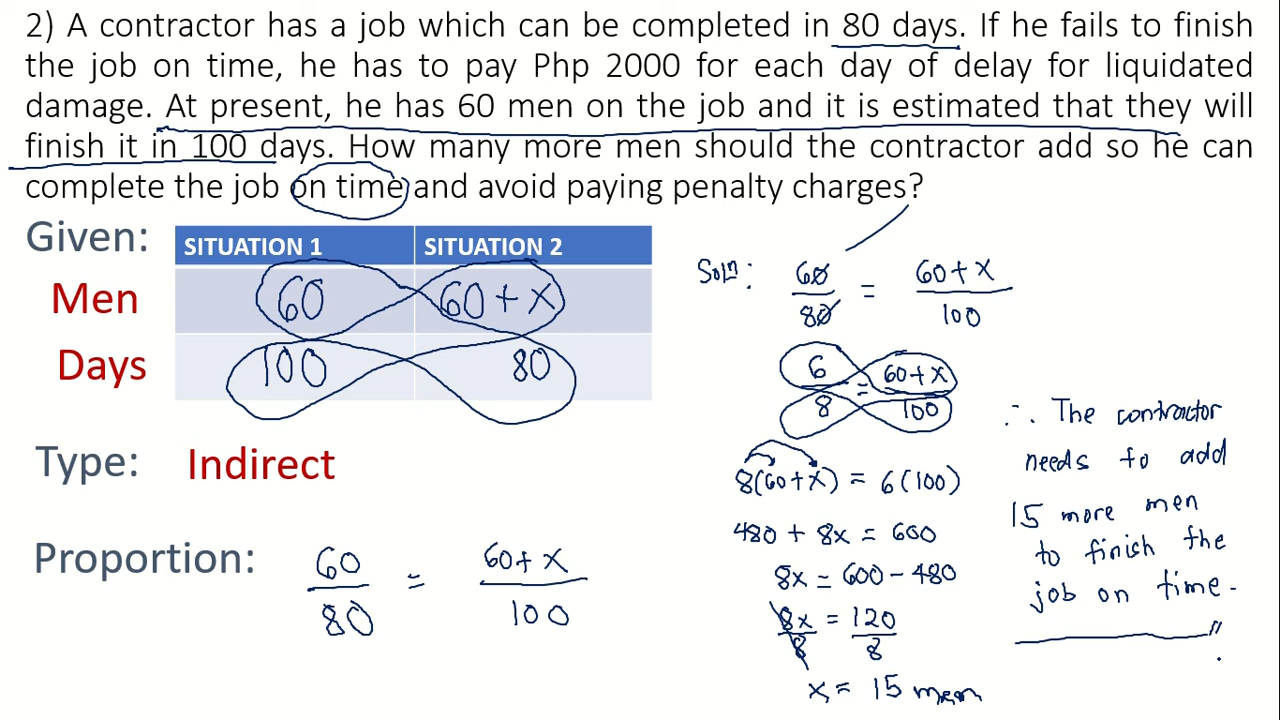 2) A contractor has a job which can be completed in 80 days. If he fails to finish
the job on time, he has to pay Php 2000 for each day of delay for liquidated
damage. At present, he has 60 men on the job and it is estimated that they will
finish it in 100 days. How many more men should the contractor add so he can
complete the job on time and avoid paying penalty charges?
Given:
SITUATION 1 SITUATION 2
Men 60 60 + x
Days 100 80
Type: Indirect
Proportion: 60/80 = 60 + x/100
Soln: 60/80 = 60 + x/100
6/8 = 60 + x/100
8(60 + x) = 6(100)
480 + 8x = 600
8x = 600 - 480
8x/8 = 120/8
x = 15 men
∴ The contractor
needs to add
15 more men
to finish the
job on time.